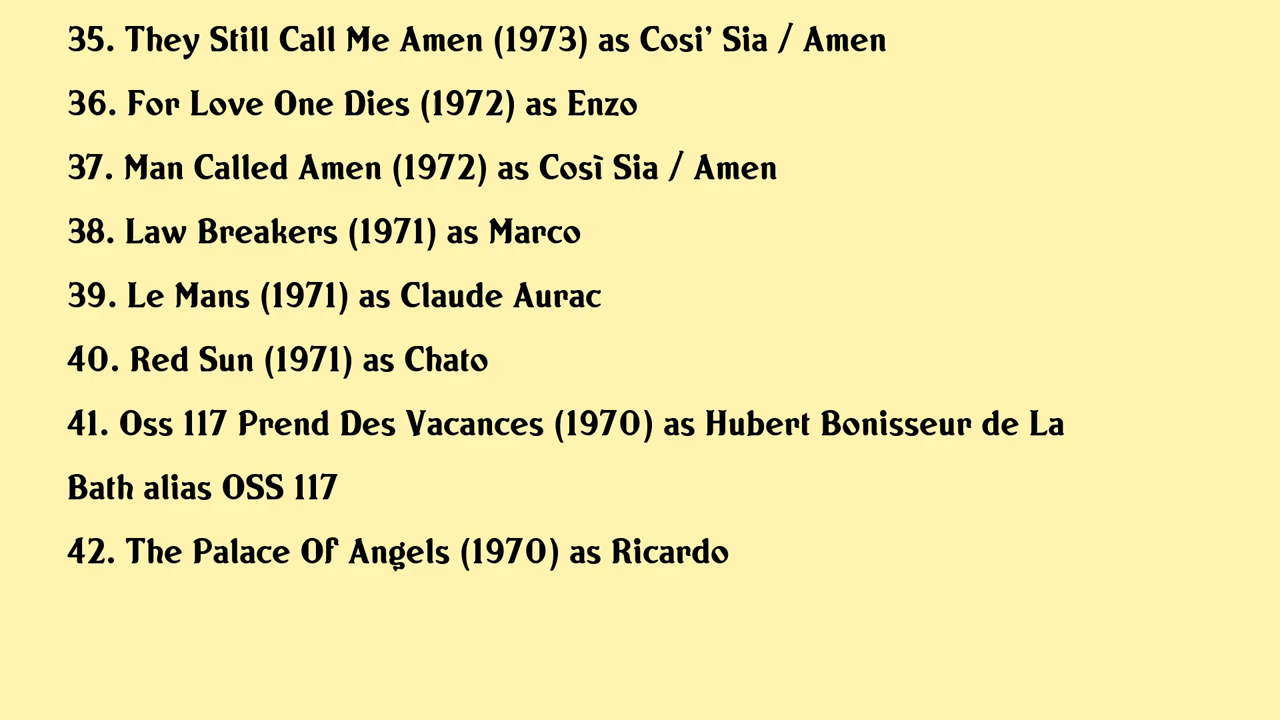 35. They Still Call Me Amen (1973) as Cosi’ Sia / Amen
36. For Love One Dies (1972) as Enzo
37. Man Called Amen (1972) as Così Sia / Amen
38. Law Breakers (1971) as Marco
39. Le Mans (1971) as Claude Aurac
40. Red Sun (1971) as Chato
41. Oss 117 Prend Des Vacances (1970) as Hubert Bonisseur de La
Bath alias OSS 117
42. The Palace Of Angels (1970) as Ricardo